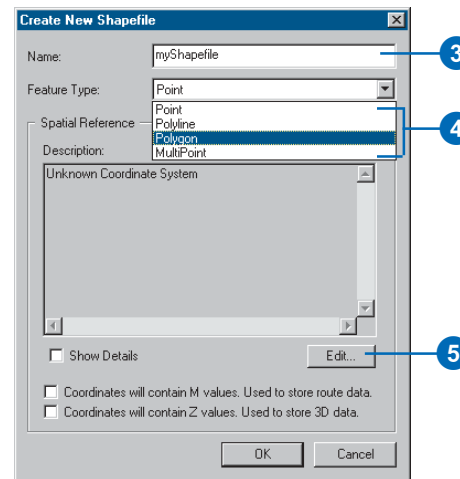 Create New Shapefile
Name: myShapefile 3
Feature Type: Point
Point
Polyline 4
Polygon
MultiPoint
Spatial Reference
Description:
Unknown Coordinate System
Show Details Edit... 5
Coordinates will contain M values. Used to store route data.
Coordinates will contain Z values. Used to store 3D data.
OK Cancel